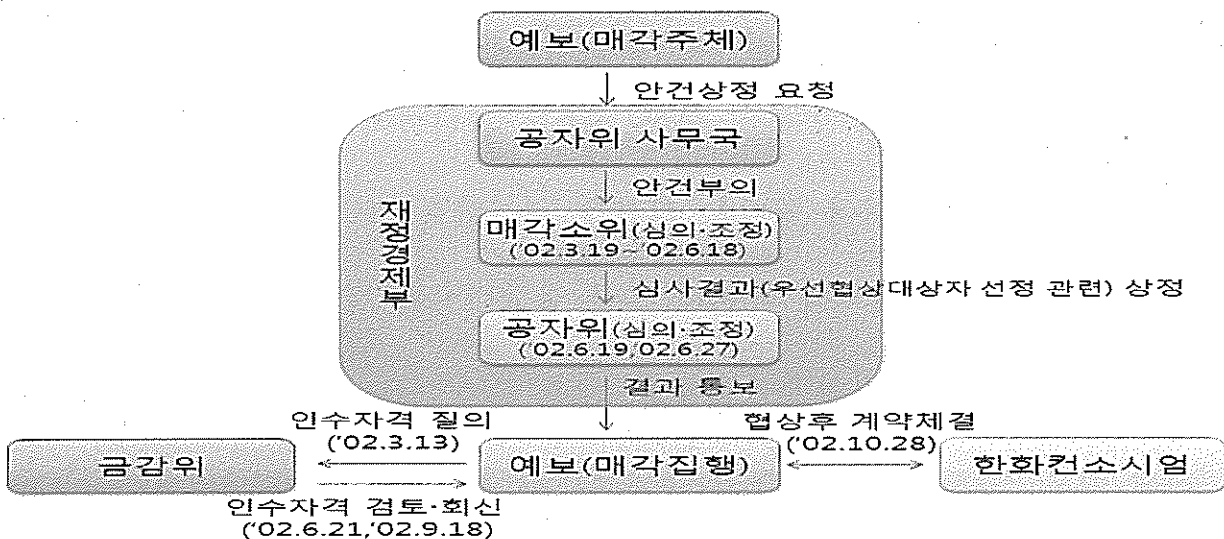 예보(매각주체)
안건상정 요청
공자위 사무국
안건부의
재정경제부
매각소위(심의·조정)
('02.3.19~02.6.18)
심사결과(우선협상대상자 선정 관련) 상정
공자위(심의·조정)
('02.6.19,'02.6.27)
결과 통보
인수자격 질의
('02.3.13)
협상후 계약체결
('02.10.28)
금감위
예보(매각집행)
한화컨소시엄
인수자격 검토·회신
('02.6.21,'02.9.18)